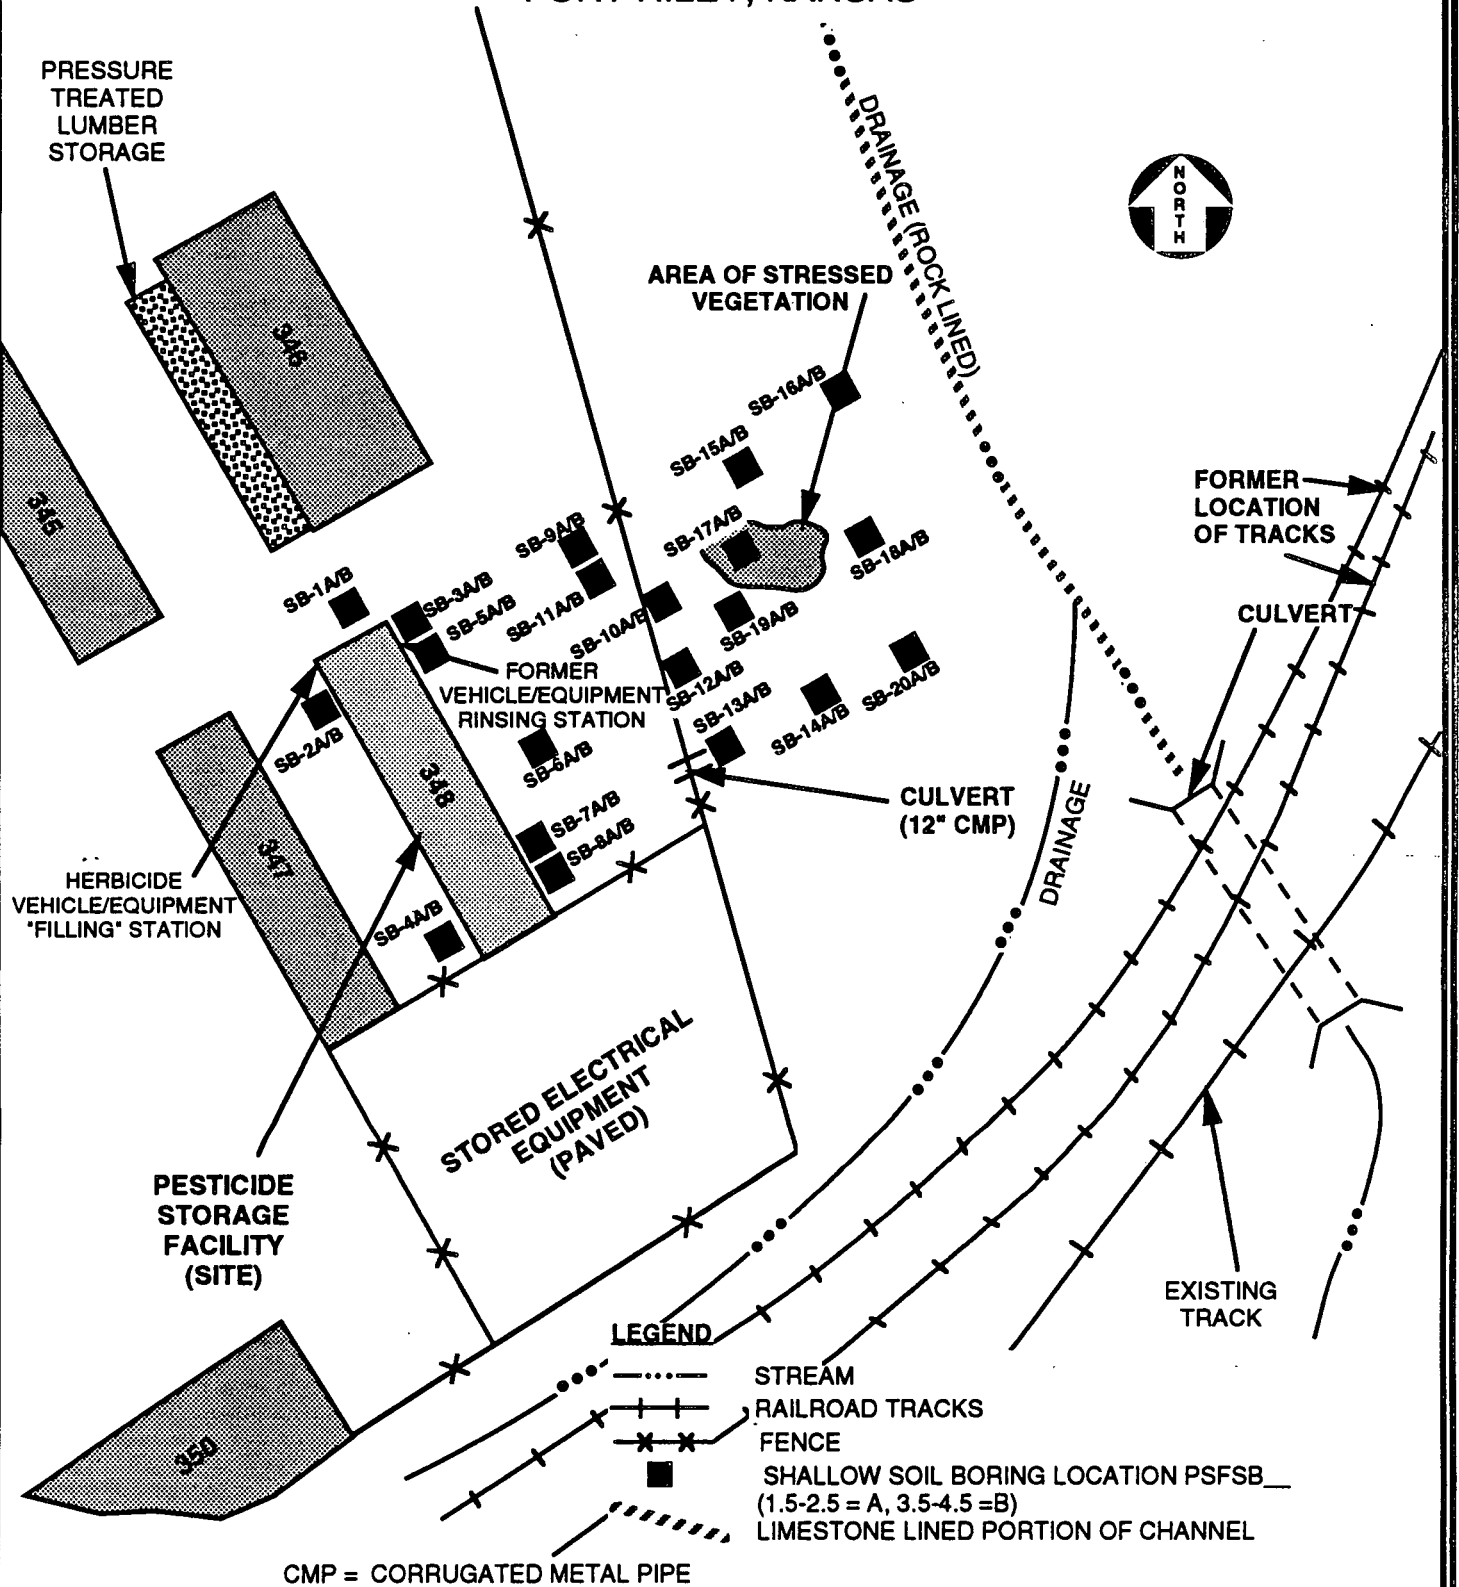 PRESSURE
TREATED
LUMBER
STORAGE
DRAINAGE (ROCK LINED)
NORTH
AREA OF STRESSED
VEGETATION
346
345
SB-16A/B
SB-15A/B
SB-17A/B
SB-18A/B
SB-9A/B
SB-11A/B
SB-10A/B
SB-19A/B
SB-1A/B
SB-3A/B
SB-5A/B
FORMER
LOCATION
OF TRACKS
CULVERT
FORMER
VEHICLE/EQUIPMENT
RINSING STATION
SB-12A/B
SB-13A/B
SB-14A/B
SB-20A/B
SB-2A/B
SB-6A/B
SB-7A/B
SB-8A/B
SB-4A/B
348
347
CULVERT
(12" CMP)
DRAINAGE
HERBICIDE
VEHICLE/EQUIPMENT
"FILLING" STATION
STORED ELECTRICAL
EQUIPMENT
(PAVED)
PESTICIDE
STORAGE
FACILITY
(SITE)
EXISTING
TRACK
350
LEGEND
STREAM
RAILROAD TRACKS
FENCE
SHALLOW SOIL BORING LOCATION PSFSB__
(1.5-2.5 = A, 3.5-4.5 =B)
LIMESTONE LINED PORTION OF CHANNEL
CMP = CORRUGATED METAL PIPE